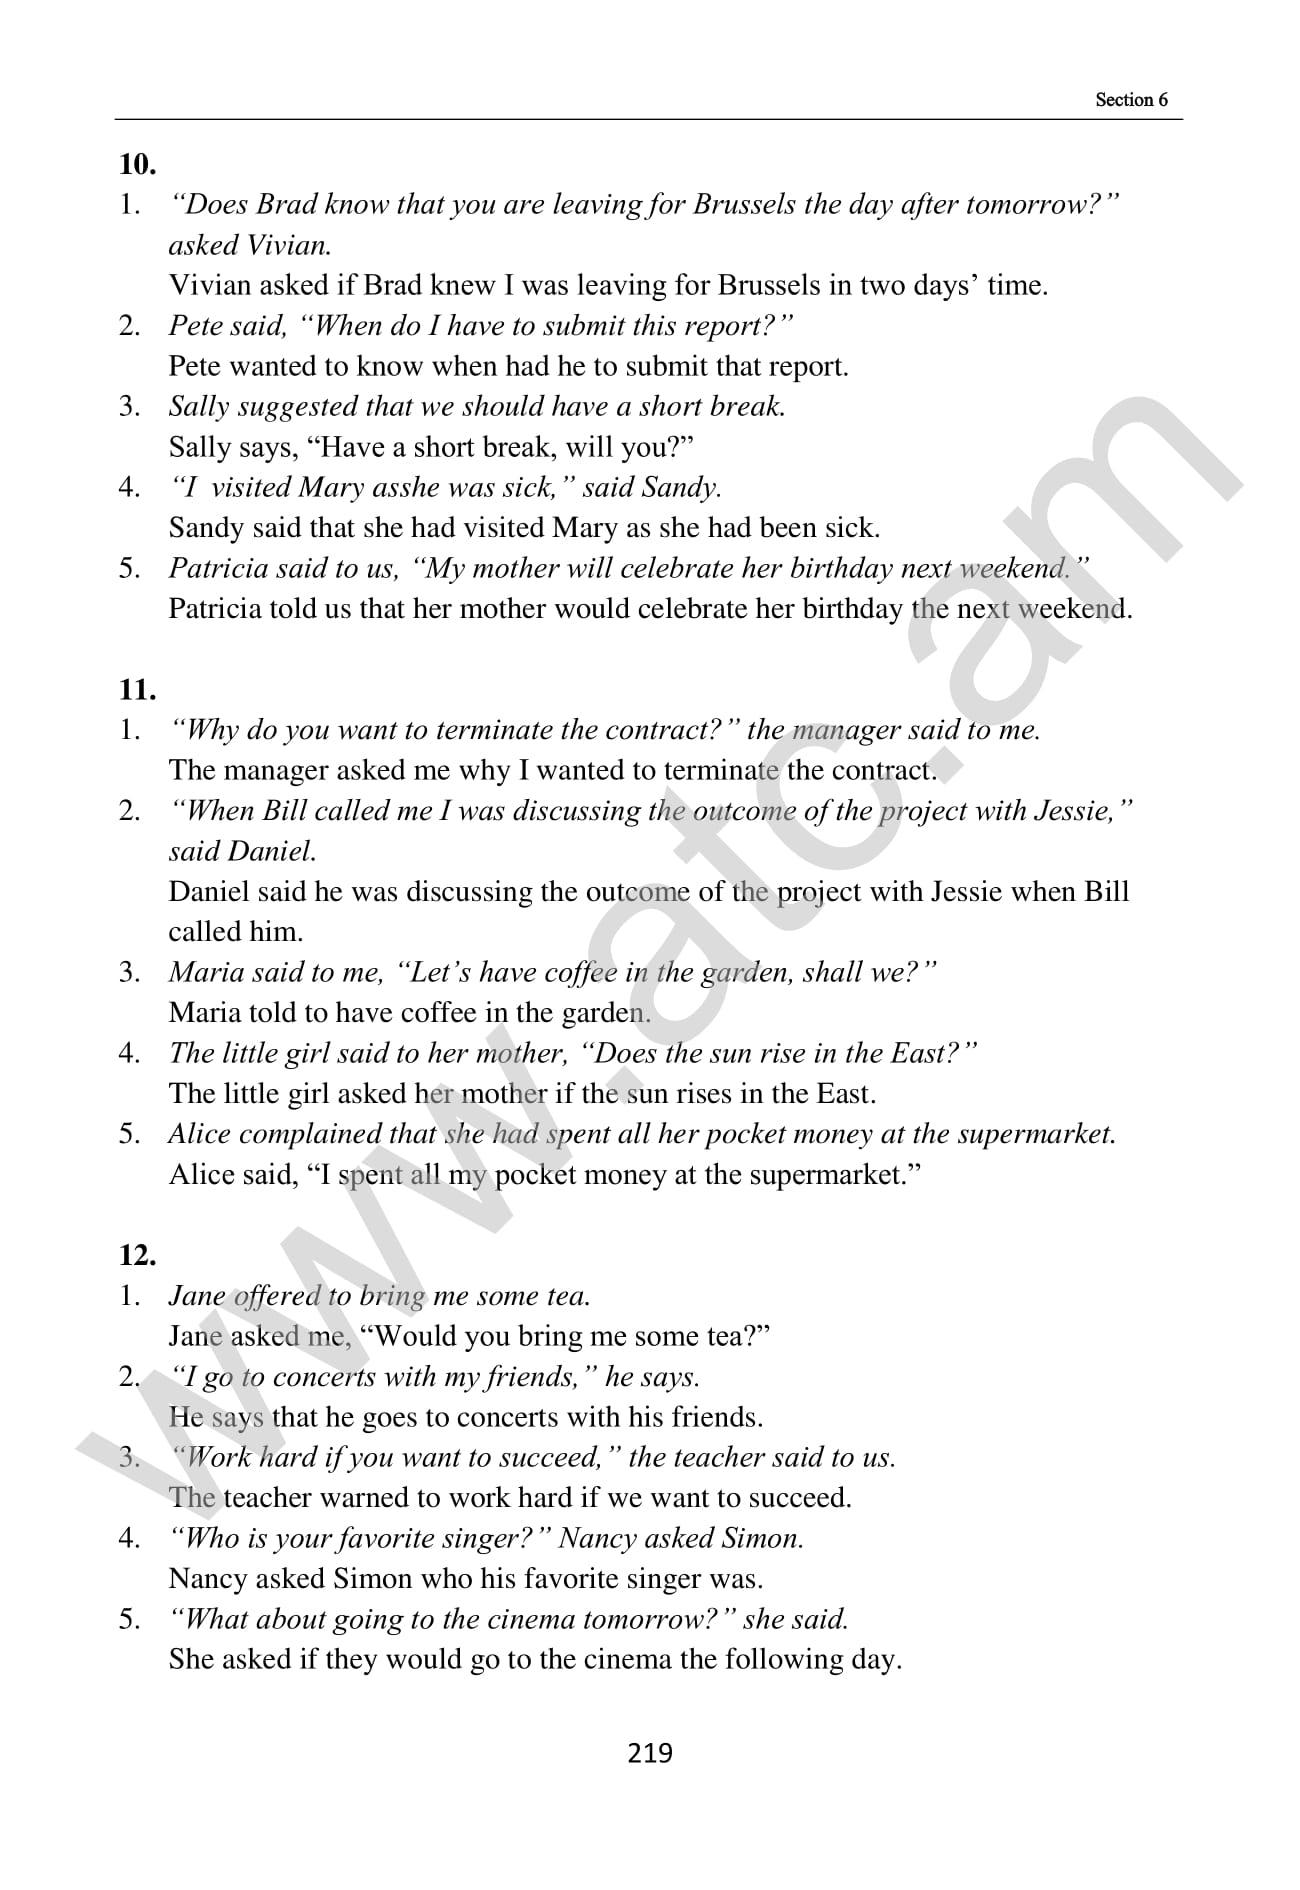 Section 6
10.
1. “Does Brad know that you are leaving for Brussels the day after tomorrow?”
asked Vivian.
Vivian asked if Brad knew I was leaving for Brussels in two days’ time.
2. Pete said, “When do I have to submit this report?”
Pete wanted to know when had he to submit that report.
3. Sally suggested that we should have a short break.
Sally says, “Have a short break, will you?”
4. “I visited Mary asshe was sick,” said Sandy.
Sandy said that she had visited Mary as she had been sick.
5. Patricia said to us, “My mother will celebrate her birthday next weekend.”
Patricia told us that her mother would celebrate her birthday the next weekend.
11.
1. “Why do you want to terminate the contract?” the manager said to me.
The manager asked me why I wanted to terminate the contract.
2. “When Bill called me I was discussing the outcome of the project with Jessie,”
said Daniel.
Daniel said he was discussing the outcome of the project with Jessie when Bill
called him.
3. Maria said to me, “Let’s have coffee in the garden, shall we?”
Maria told to have coffee in the garden.
4. The little girl said to her mother, “Does the sun rise in the East?”
The little girl asked her mother if the sun rises in the East.
5. Alice complained that she had spent all her pocket money at the supermarket.
Alice said, “I spent all my pocket money at the supermarket.”
12.
1. Jane offered to bring me some tea.
Jane asked me, “Would you bring me some tea?”
2. “I go to concerts with my friends,” he says.
He says that he goes to concerts with his friends.
3. “Work hard if you want to succeed,” the teacher said to us.
The teacher warned to work hard if we want to succeed.
4. “Who is your favorite singer?” Nancy asked Simon.
Nancy asked Simon who his favorite singer was.
5. “What about going to the cinema tomorrow?” she said.
She asked if they would go to the cinema the following day.
219
www.atc.am